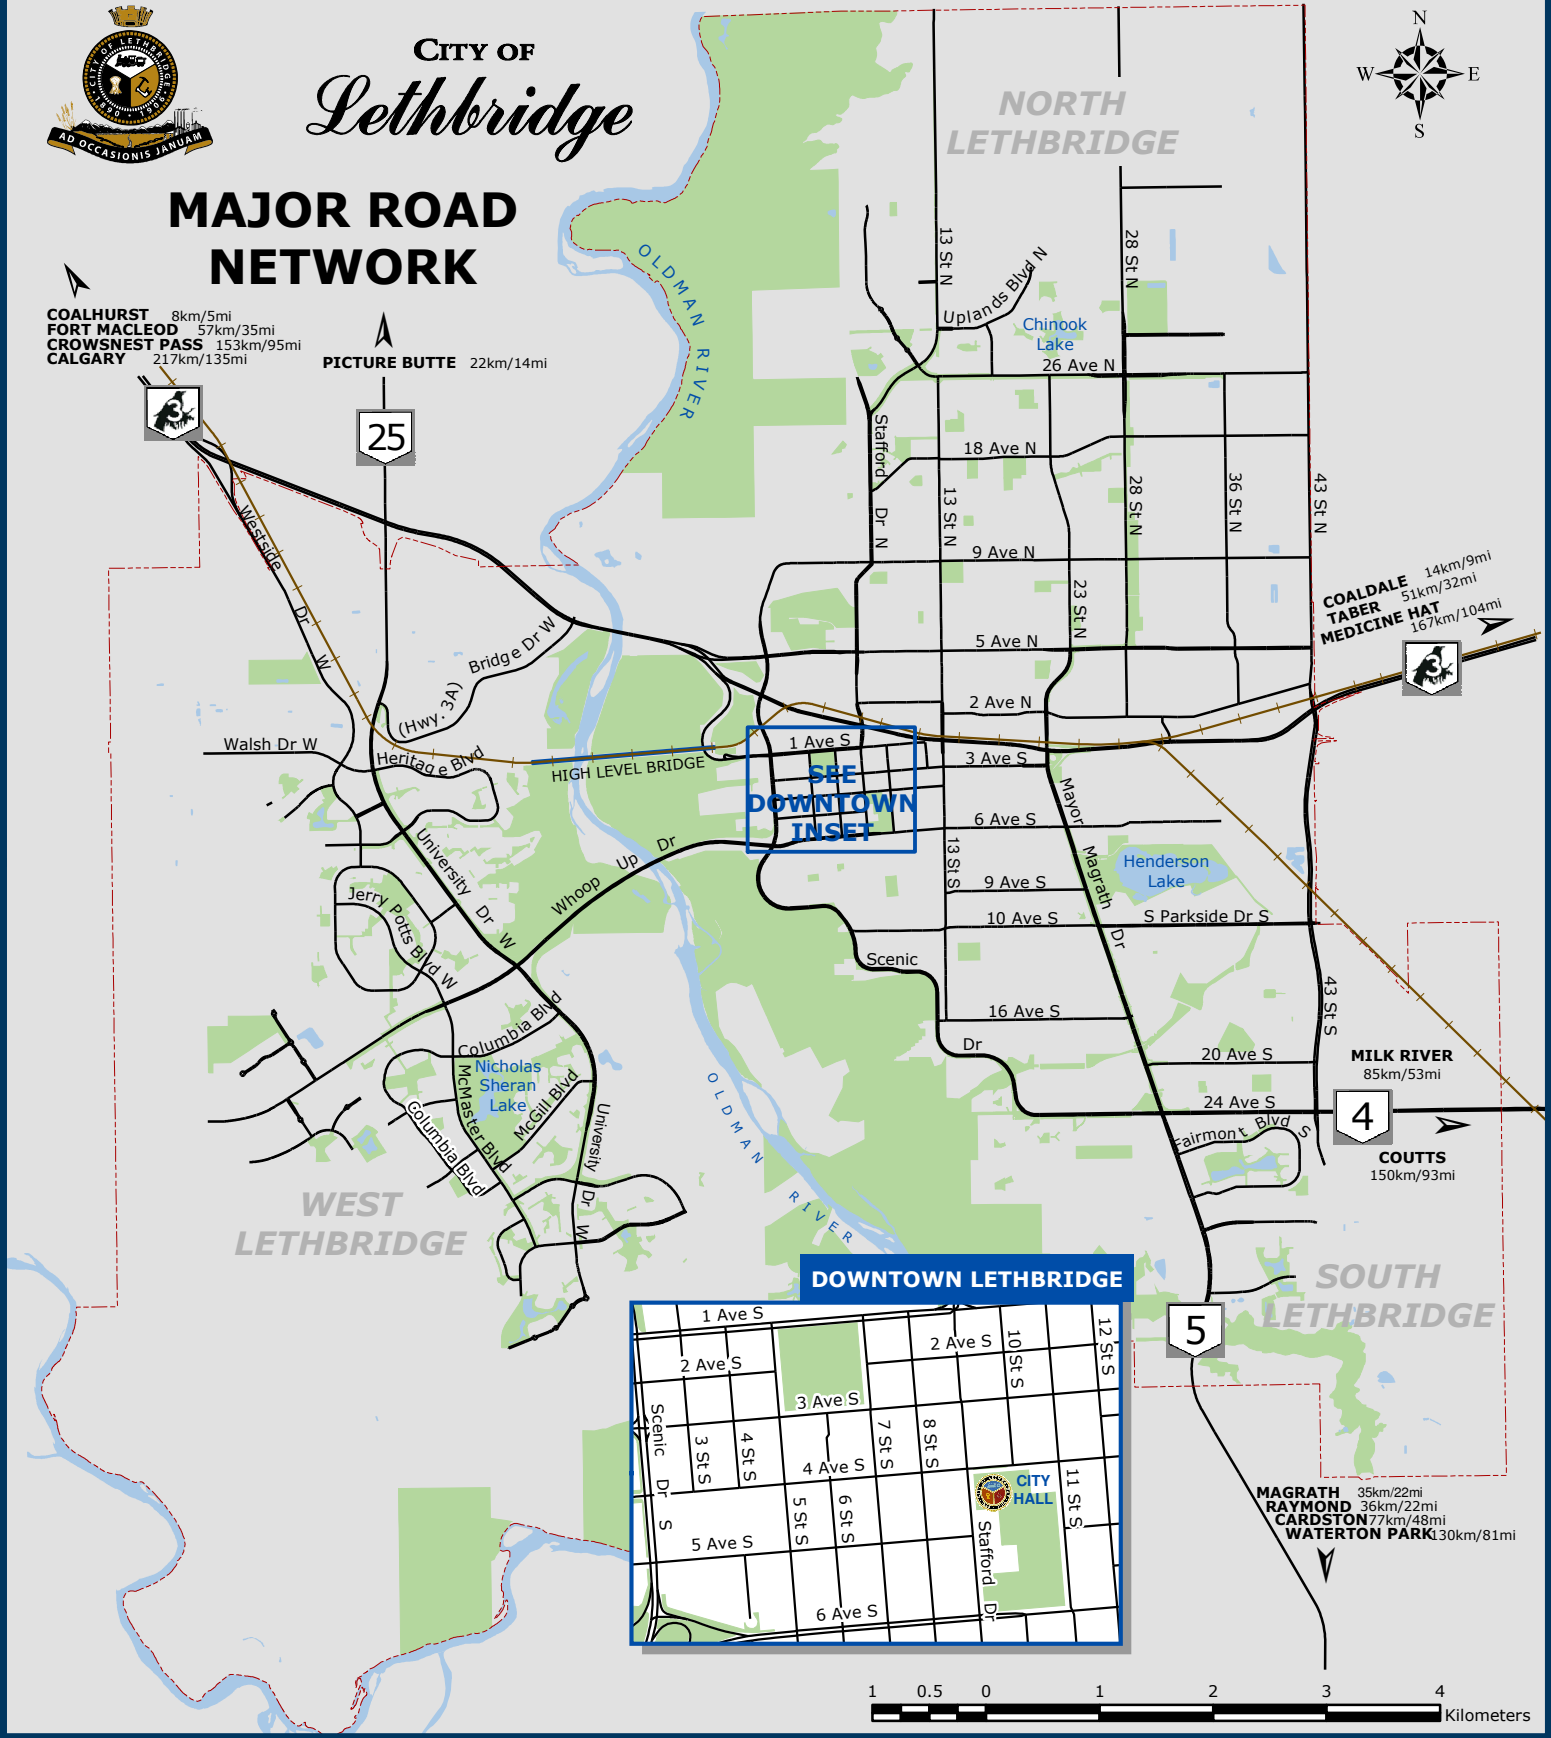 CITY OF LETHBRIDGE
1890 · 1906
AD OCCASIONIS JANUAM
CITY OF
Lethbridge
MAJOR ROAD
NETWORK
N
W E
S
NORTH
LETHBRIDGE
COALHURST 8km/5mi
FORT MACLEOD 57km/35mi
CROWSNEST PASS 153km/95mi
CALGARY 217km/135mi
PICTURE BUTTE 22km/14mi
3
25
OLDMAN RIVER
13 St N
Uplands Blvd N
28 St N
Chinook
Lake
26 Ave N
Stafford
Dr N
18 Ave N
13 St N
28 St N
36 St N
43 St N
9 Ave N
23 St N
5 Ave N
2 Ave N
COALDALE 14km/9mi
TABER 51km/32mi
MEDICINE HAT 167km/104mi
3
Westside
Dr
W
Bridge Dr W
(Hwy. 3A)
Walsh Dr W
Heritage Blvd
HIGH LEVEL BRIDGE
1 Ave S
SEE
DOWNTOWN
INSET
3 Ave S
Mayor
Magrath
Dr
6 Ave S
13 St S
Henderson
Lake
9 Ave S
10 Ave S
S Parkside Dr S
University
Dr
W
Whoop Up Dr
Jerry Potts Blvd W
Scenic
Dr
16 Ave S
43 St S
20 Ave S
24 Ave S
Fairmont Blvd S
MILK RIVER
85km/53mi
4
COUTTS
150km/93mi
Columbia Blvd
Nicholas
Sheran
Lake
McMaster Blvd
McGill Blvd
Columbia Blvd
University
Dr
W
WEST
LETHBRIDGE
OLDMAN
RIVER
SOUTH
LETHBRIDGE
5
DOWNTOWN LETHBRIDGE
1 Ave S
2 Ave S
2 Ave S
10 St S
12 St S
3 Ave S
Scenic
Dr
S
3 St S
4 St S
7 St S
8 St S
4 Ave S
CITY
HALL
11 St S
5 St S
6 St S
Stafford
Dr
5 Ave S
6 Ave S
MAGRATH 35km/22mi
RAYMOND 36km/22mi
CARDSTON 77km/48mi
WATERTON PARK 130km/81mi
1 0.5 0 1 2 3 4
Kilometers